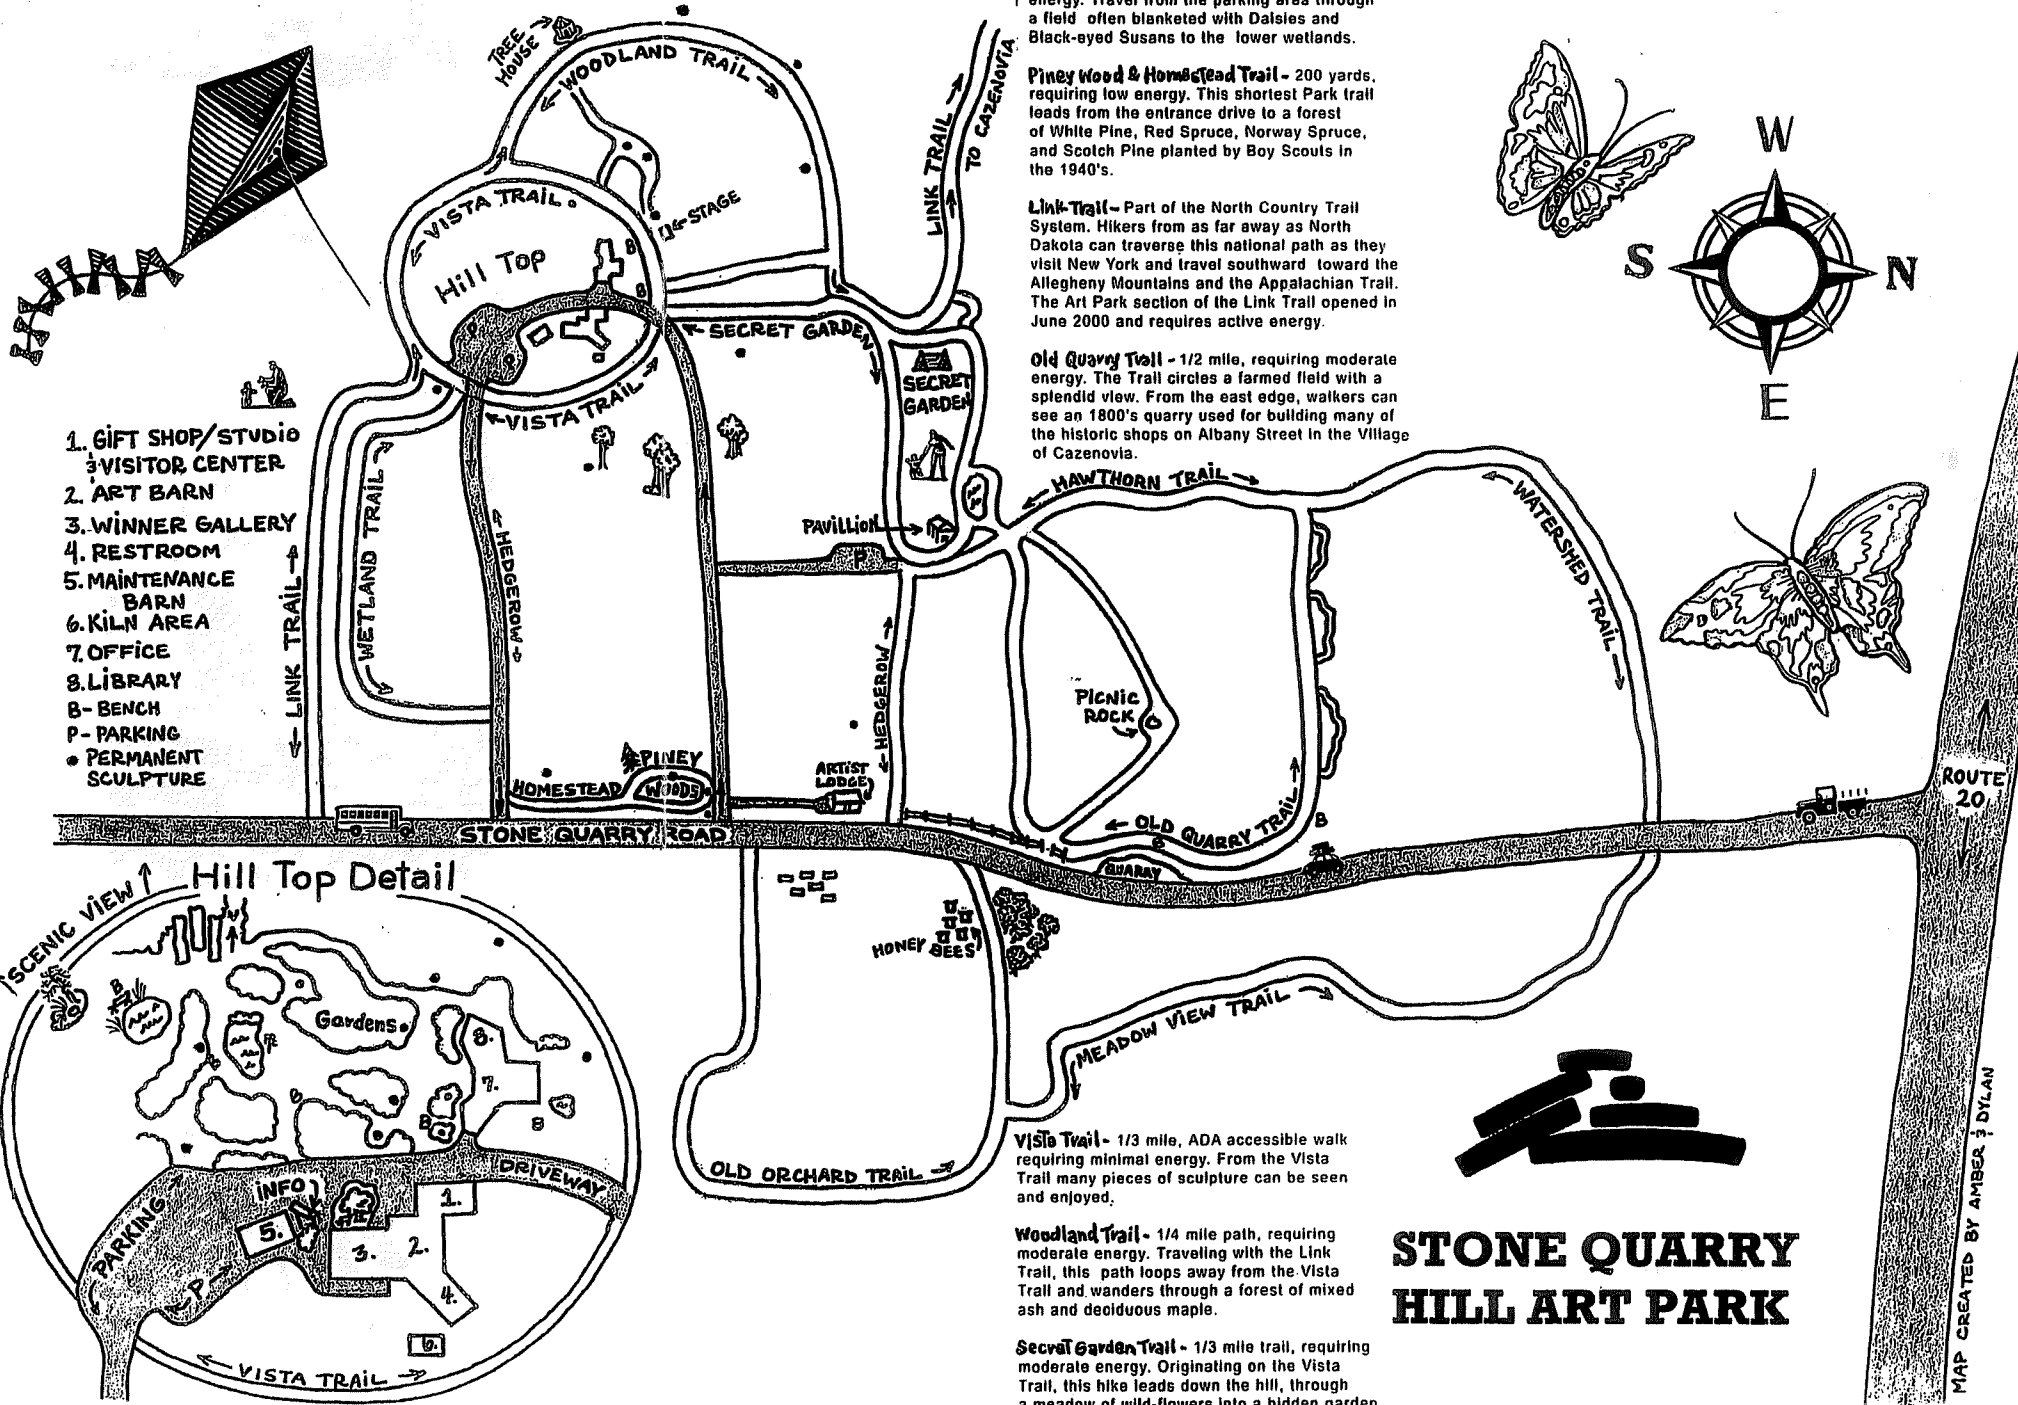 energy. Travel from the parking area through
a field often blanketed with Daisies and
Black-eyed Susans to the lower wetlands.
Piney Wood & Homestead Trail - 200 yards,
requiring low energy. This shortest Park trail
leads from the entrance drive to a forest
of White Pine, Red Spruce, Norway Spruce,
and Scotch Pine planted by Boy Scouts in
the 1940's.
Link Trail - Part of the North Country Trail
System. Hikers from as far away as North
Dakota can traverse this national path as they
visit New York and travel southward toward the
Allegheny Mountains and the Appalachian Trail.
The Art Park section of the Link Trail opened in
June 2000 and requires active energy.
Old Quarry Trail - 1/2 mile, requiring moderate
energy. The Trail circles a farmed field with a
splendid view. From the east edge, walkers can
see an 1800's quarry used for building many of
the historic shops on Albany Street in the Village
of Cazenovia.
TREE
HOUSE
WOODLAND TRAIL
LINK TRAIL
TO CAZENOVIA
VISTA TRAIL
STAGE
Hill Top
B
B
P
P
SECRET GARDEN
SECRET
GARDEN
VISTA TRAIL
W
S
N
E
1. GIFT SHOP/STUDIO
& VISITOR CENTER
2. ART BARN
3. WINNER GALLERY
4. RESTROOM
5. MAINTENANCE
BARN
6. KILN AREA
7. OFFICE
8. LIBRARY
B - BENCH
P - PARKING
• PERMANENT
SCULPTURE
LINK TRAIL
WETLAND TRAIL
HEDGEROW
PAVILLION
P
HAWTHORN TRAIL
WATERSHED TRAIL
HEDGEROW
PICNIC
ROCK
PINEY
WOODS
HOMESTEAD
ARTIST
LODGE
OLD QUARRY TRAIL
B
QUARRY
STONE QUARRY ROAD
ROUTE
20
HONEY
BEES
MEADOW VIEW TRAIL
OLD ORCHARD TRAIL
Hill Top Detail
SCENIC VIEW
B
Gardens
8.
7.
B
B
B
DRIVEWAY
INFO
PARKING
P
1.
2.
3.
4.
5.
6.
VISTA TRAIL
Vista Trail - 1/3 mile, ADA accessible walk
requiring minimal energy. From the Vista
Trail many pieces of sculpture can be seen
and enjoyed.
Woodland Trail - 1/4 mile path, requiring
moderate energy. Traveling with the Link
Trail, this path loops away from the Vista
Trail and wanders through a forest of mixed
ash and deciduous maple.
Secret Garden Trail - 1/3 mile trail, requiring
moderate energy. Originating on the Vista
Trail, this hike leads down the hill, through
a meadow of wild-flowers into a hidden garden
STONE QUARRY
HILL ART PARK
MAP CREATED BY AMBER & DYLAN